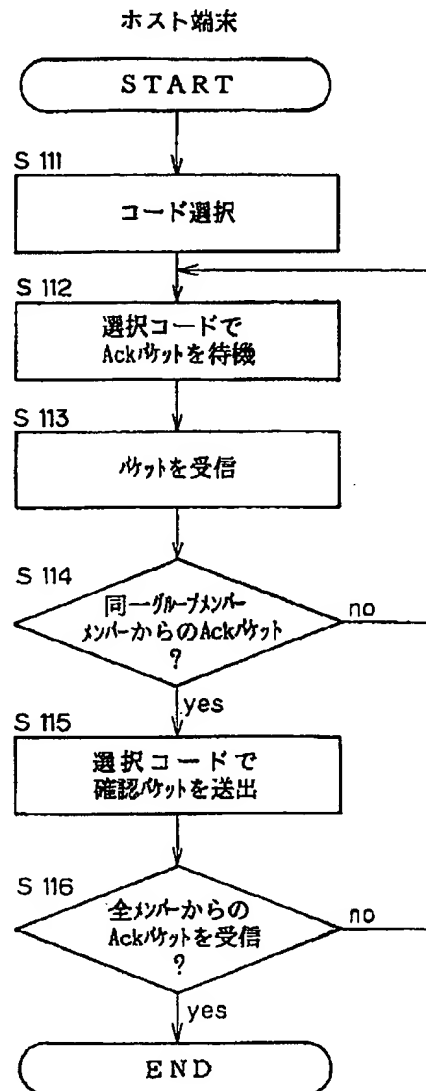 ホスト端末
START
S 111
コード選択
S 112
選択コードで
Ackパケットを待機
S 113
パケットを受信
S 114
同一グループメンバー
メンバーからのAckパケット
?
no
yes
S 115
選択コードで
確認パケットを送出
S 116
全メンバーからの
Ackパケットを受信
?
no
yes
END